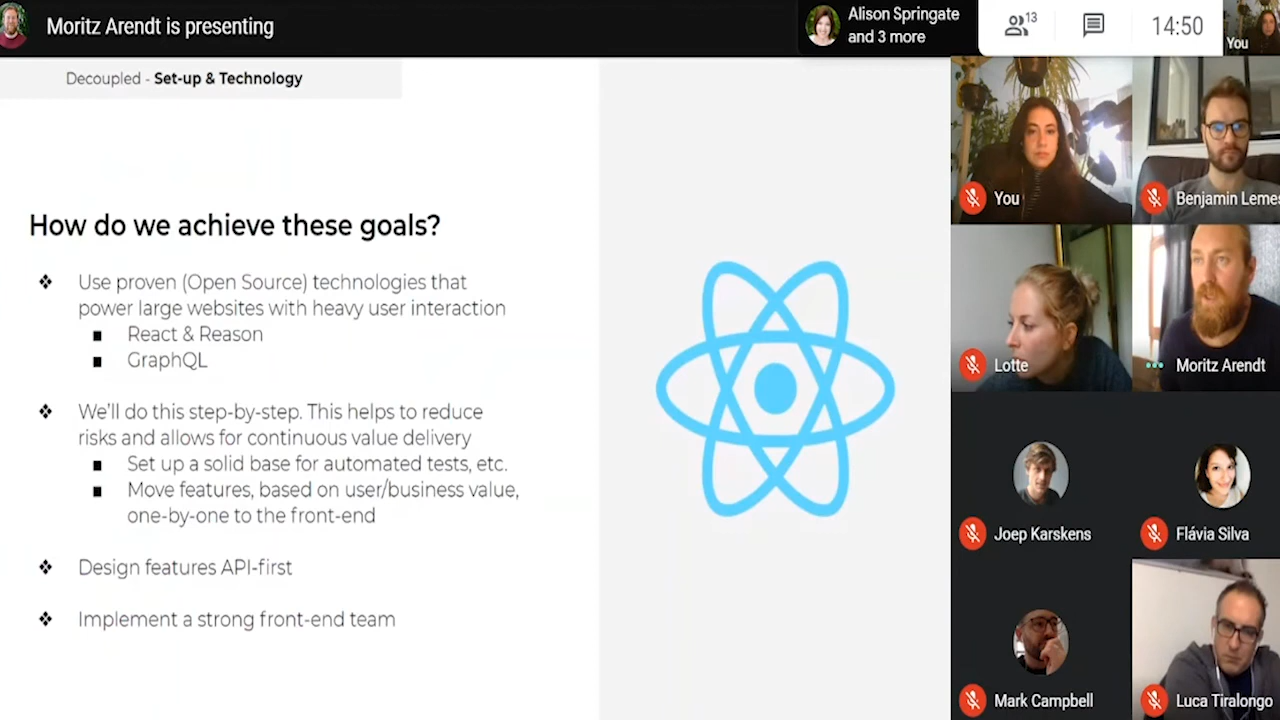 Moritz Arendt is presenting
Alison Springate
and 3 more
13
14:50
You
Decoupled - Set-up & Technology
How do we achieve these goals?
❖ Use proven (Open Source) technologies that
power large websites with heavy user interaction
■ React & Reason
■ GraphQL
❖ We'll do this step-by-step. This helps to reduce
risks and allows for continuous value delivery
■ Set up a solid base for automated tests, etc.
■ Move features, based on user/business value,
one-by-one to the front-end
❖ Design features API-first
❖ Implement a strong front-end team
You
Benjamin Lemes
Lotte
Moritz Arendt
Joep Karskens
Flávia Silva
Mark Campbell
Luca Tiralongo